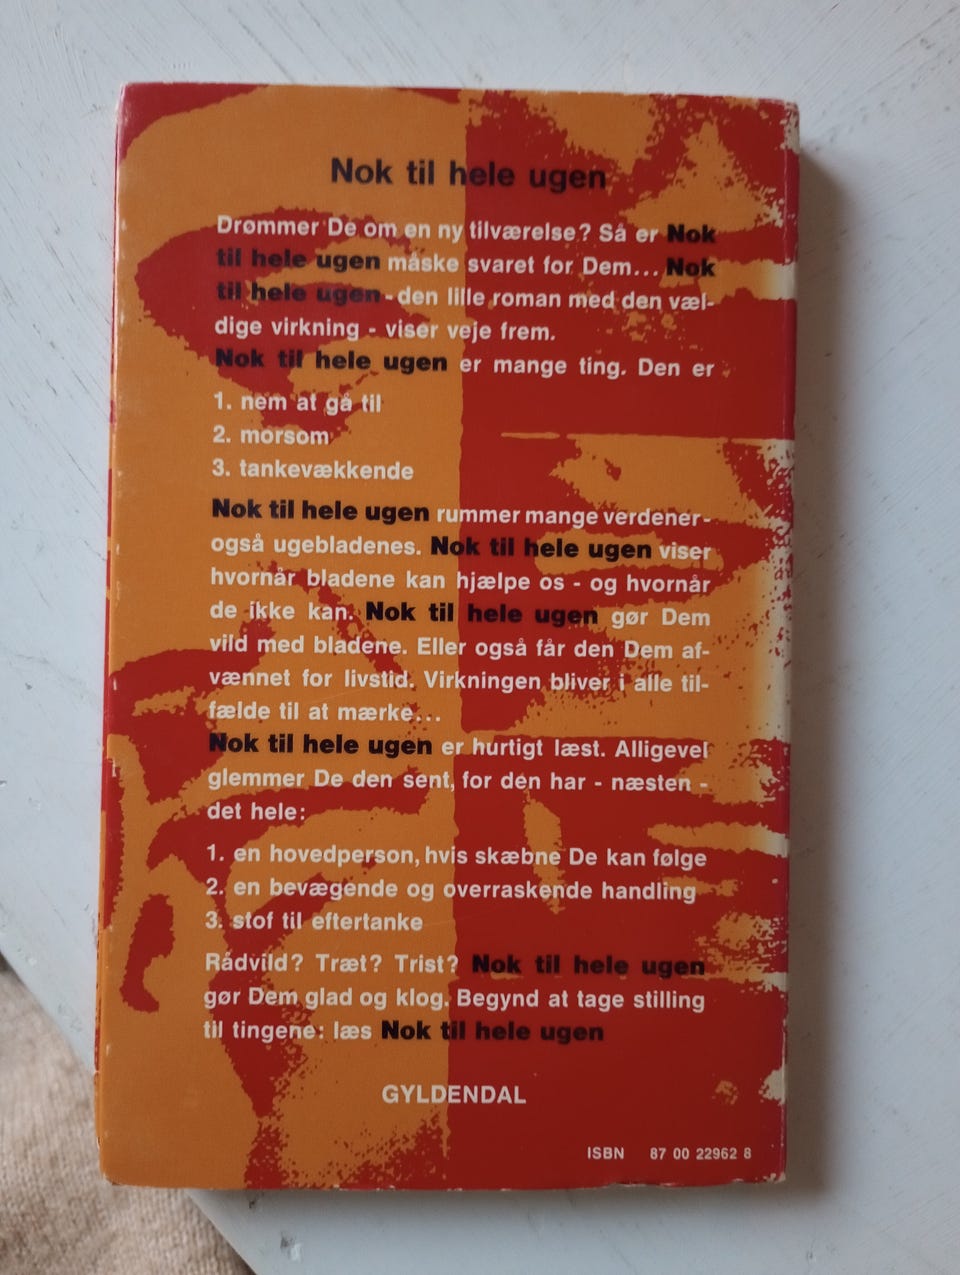 Nok til hele ugen
Drømmer De om en ny tilværelse? Så er Nok
til hele ugen måske svaret for Dem... Nok
til hele ugen - den lille roman med den væl-
dige virkning - viser veje frem.
Nok til hele ugen er mange ting. Den er
1. nem at gå til
2. morsom
3. tankevækkende
Nok til hele ugen rummer mange verdener-
også ugebladenes. Nok til hele ugen viser
hvornår bladene kan hjælpe os - og hvornår
de ikke kan. Nok til hele ugen gør Dem
vild med bladene. Eller også får den Dem af-
vænnet for livstid. Virkningen bliver i alle til-
fælde til at mærke...
Nok til hele ugen er hurtigt læst. Alligevel
glemmer De den sent, for den har - næsten -
det hele:
1. en hovedperson, hvis skæbne De kan følge
2. en bevægende og overraskende handling
3. stof til eftertanke
Rådvild? Træt? Trist? Nok til hele ugen
gør Dem glad og klog. Begynd at tage stilling
til tingene: læs Nok til hele ugen
GYLDENDAL
ISBN 87 00 22962 8